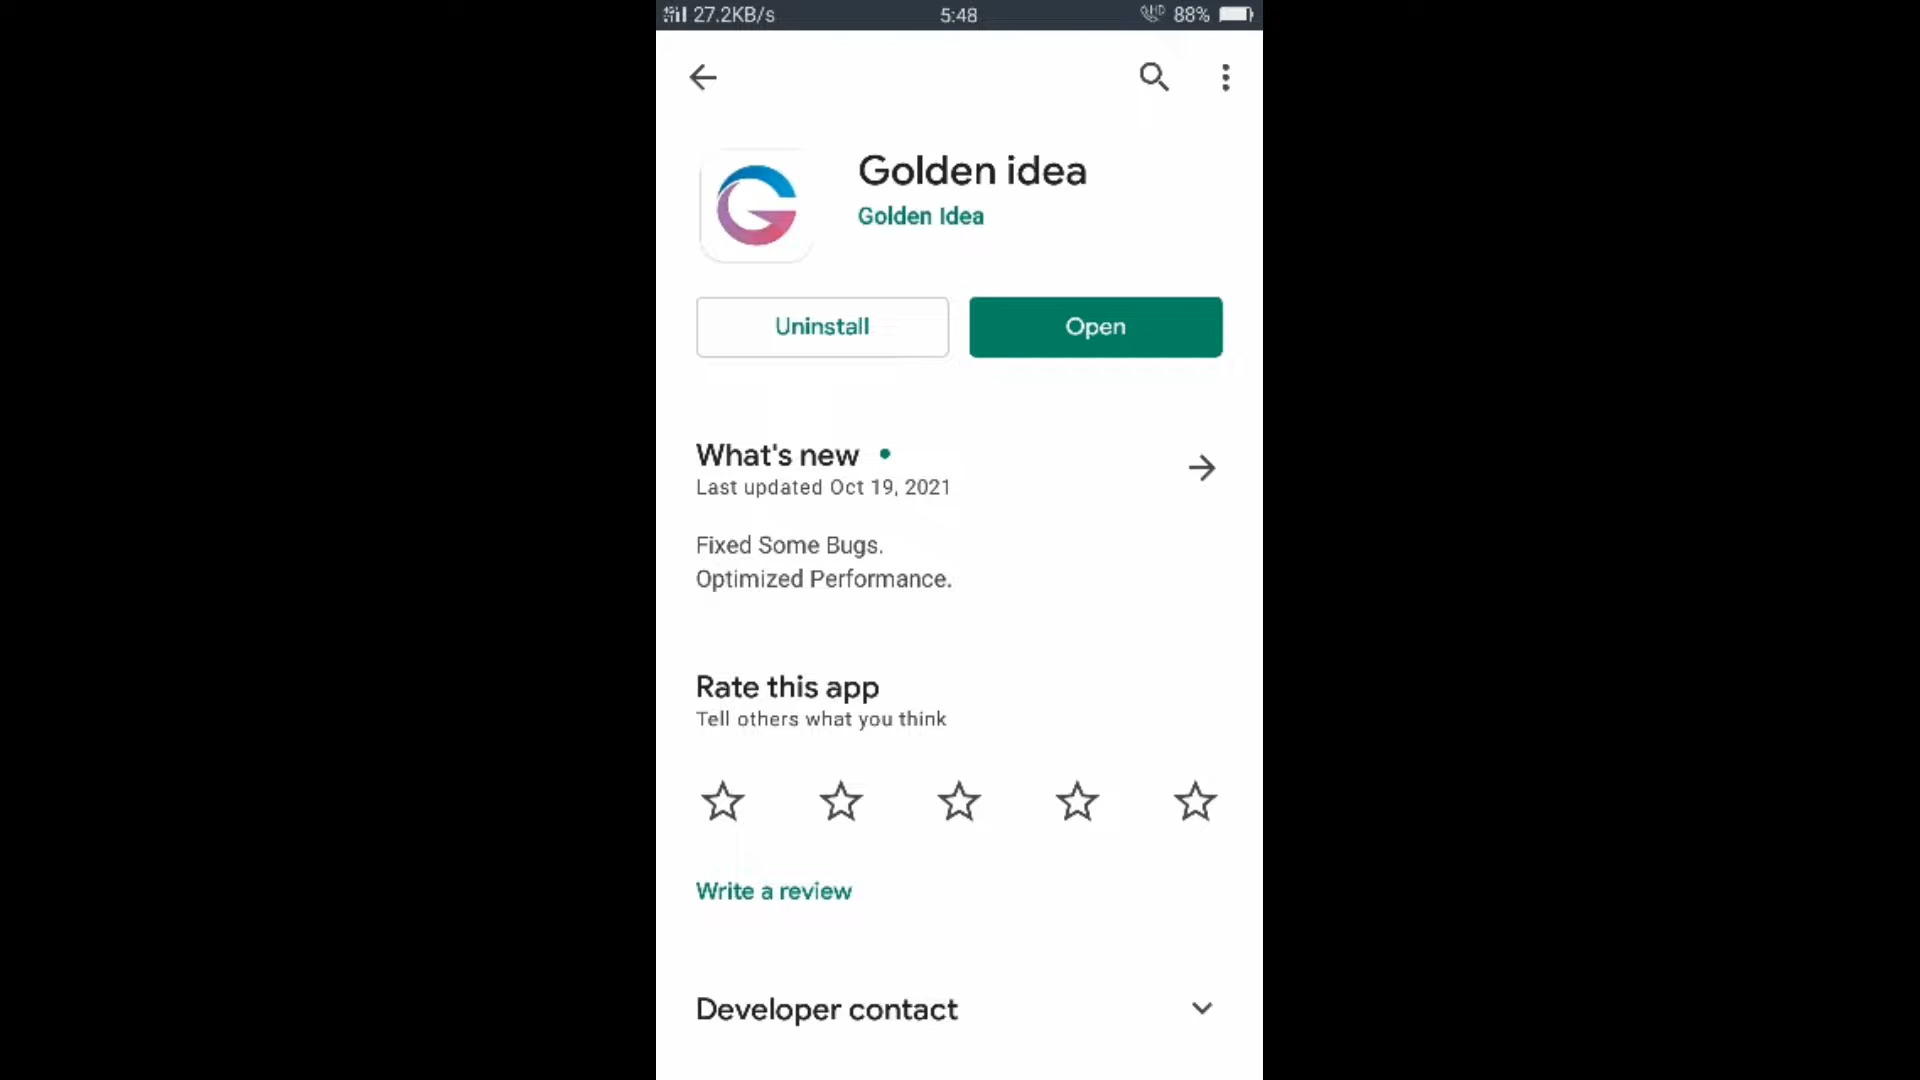 27.2KB/s 5:48 88%
Golden idea
Golden Idea
Uninstall Open
What's new
Last updated Oct 19, 2021
Fixed Some Bugs.
Optimized Performance.
Rate this app
Tell others what you think
Write a review
Developer contact